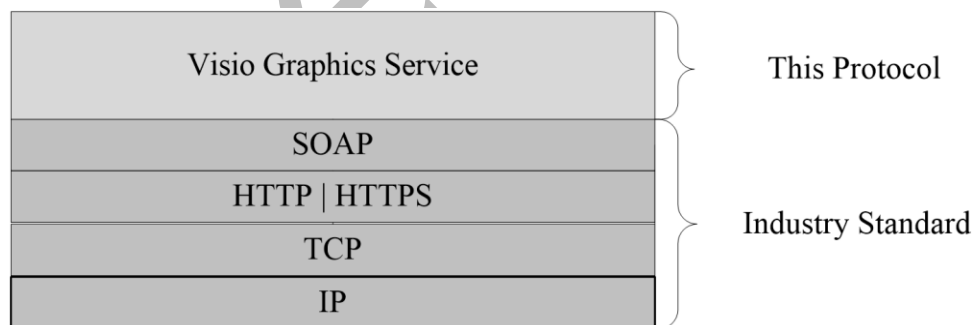 Visio Graphics Service
This Protocol
SOAP
HTTP | HTTPS
Industry Standard
TCP
IP